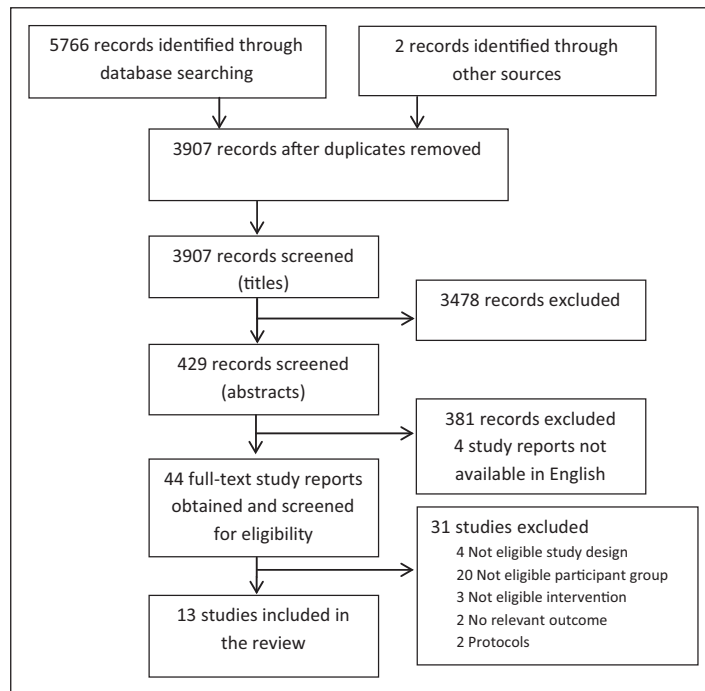 5766 records identified through
database searching
2 records identified through
other sources
3907 records after duplicates removed
3907 records screened
(titles)
3478 records excluded
429 records screened
(abstracts)
381 records excluded
4 study reports not
available in English
44 full-text study reports
obtained and screened
for eligibility
31 studies excluded
4 Not eligible study design
20 Not eligible participant group
3 Not eligible intervention
2 No relevant outcome
2 Protocols
13 studies included in
the review